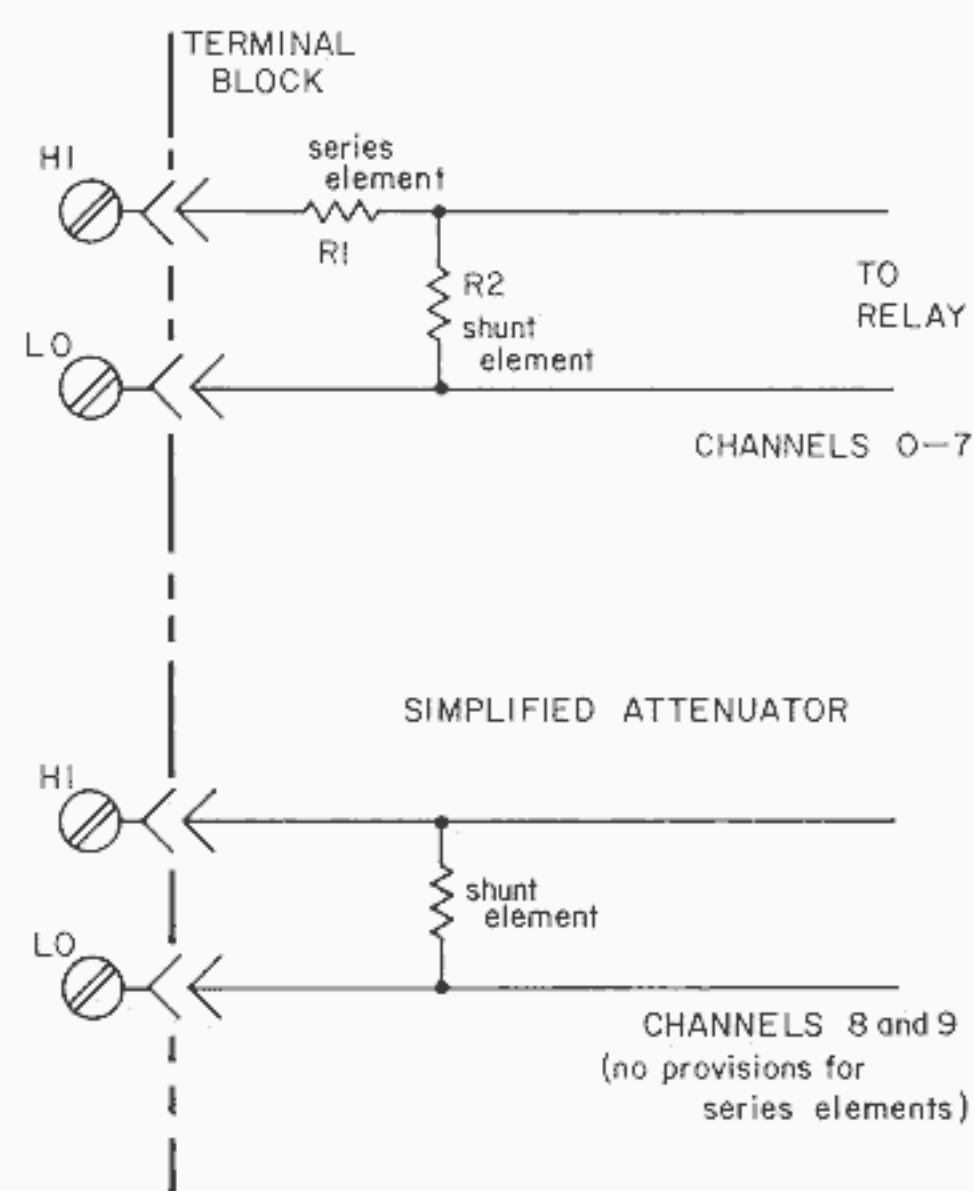 TERMINAL
BLOCK
HI
series
element
R1
R2
shunt
element
TO
RELAY
LO
CHANNELS 0-7
SIMPLIFIED ATTENUATOR
HI
shunt
element
LO
CHANNELS 8 and 9
(no provisions for
series elements)